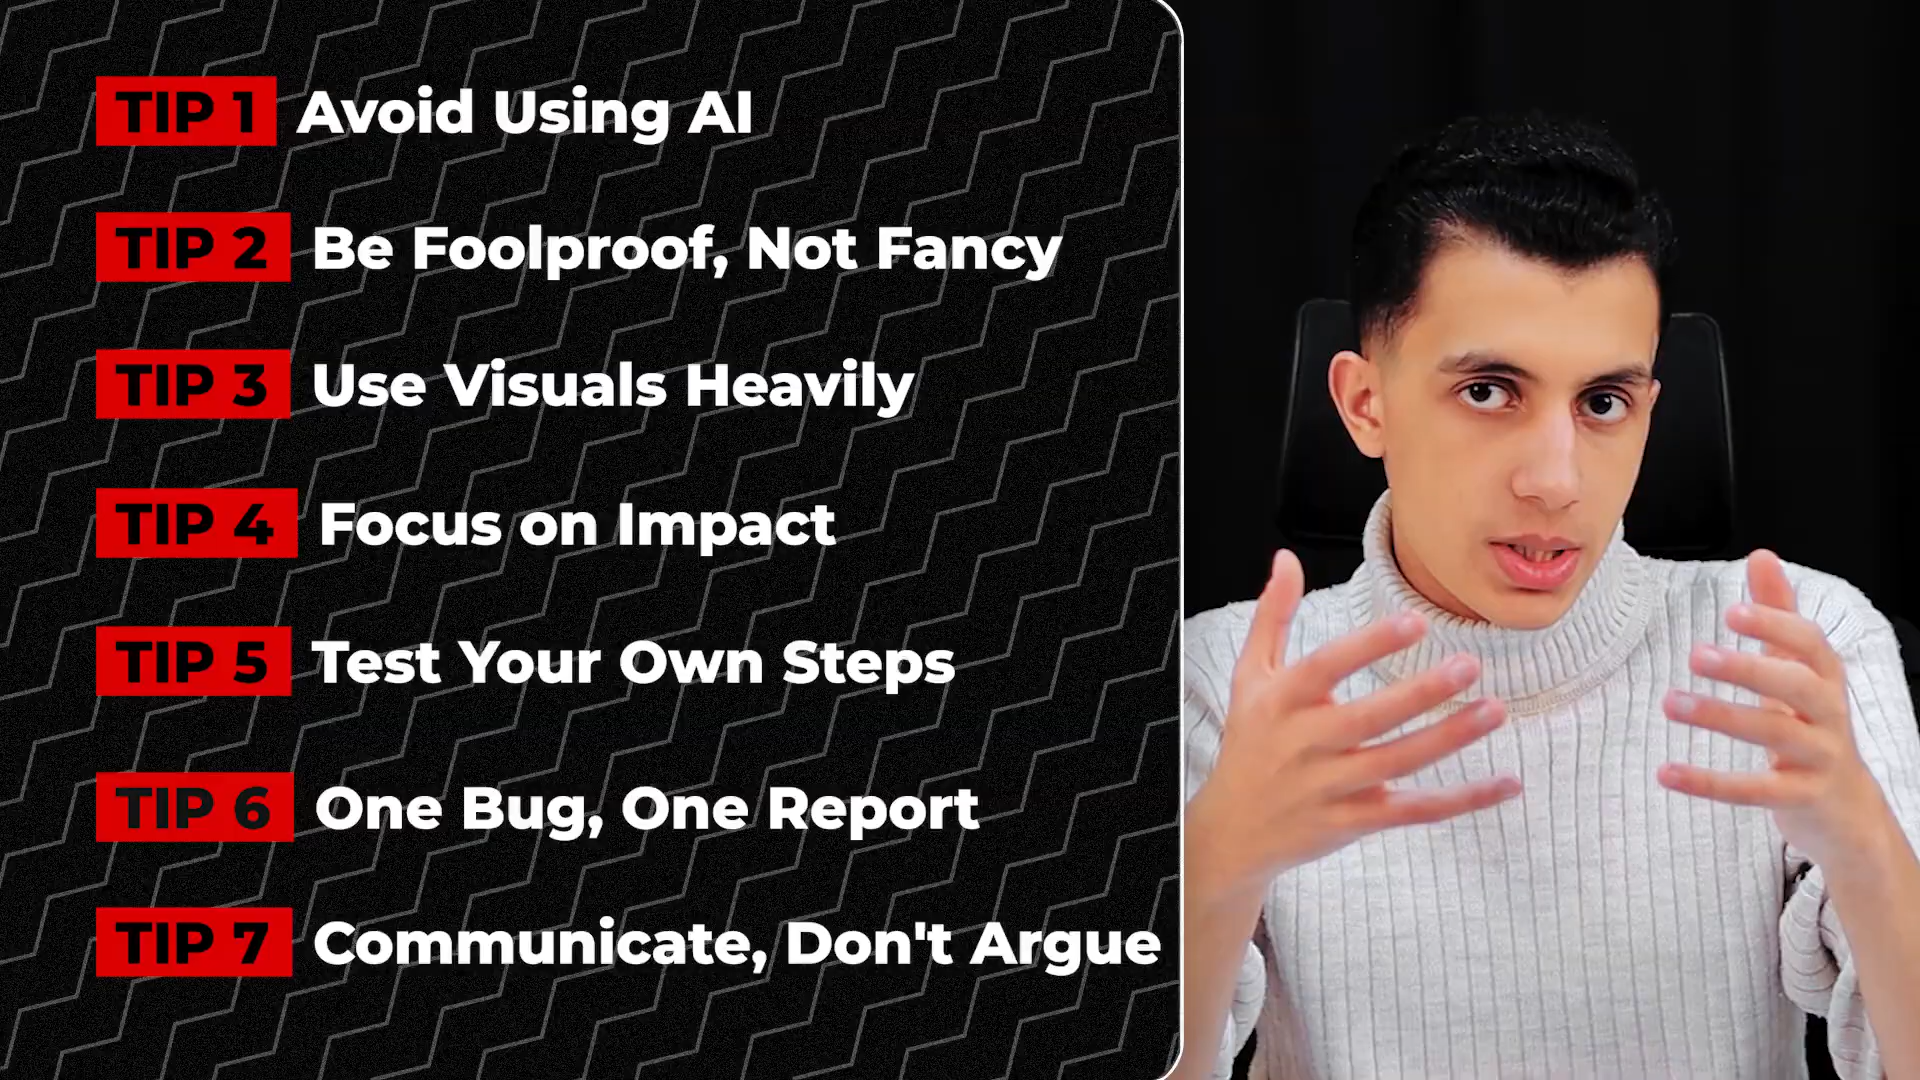 TIP 1 Avoid Using AI
TIP 2 Be Foolproof, Not Fancy
TIP 3 Use Visuals Heavily
TIP 4 Focus on Impact
TIP 5 Test Your Own Steps
TIP 6 One Bug, One Report
TIP 7 Communicate, Don't Argue